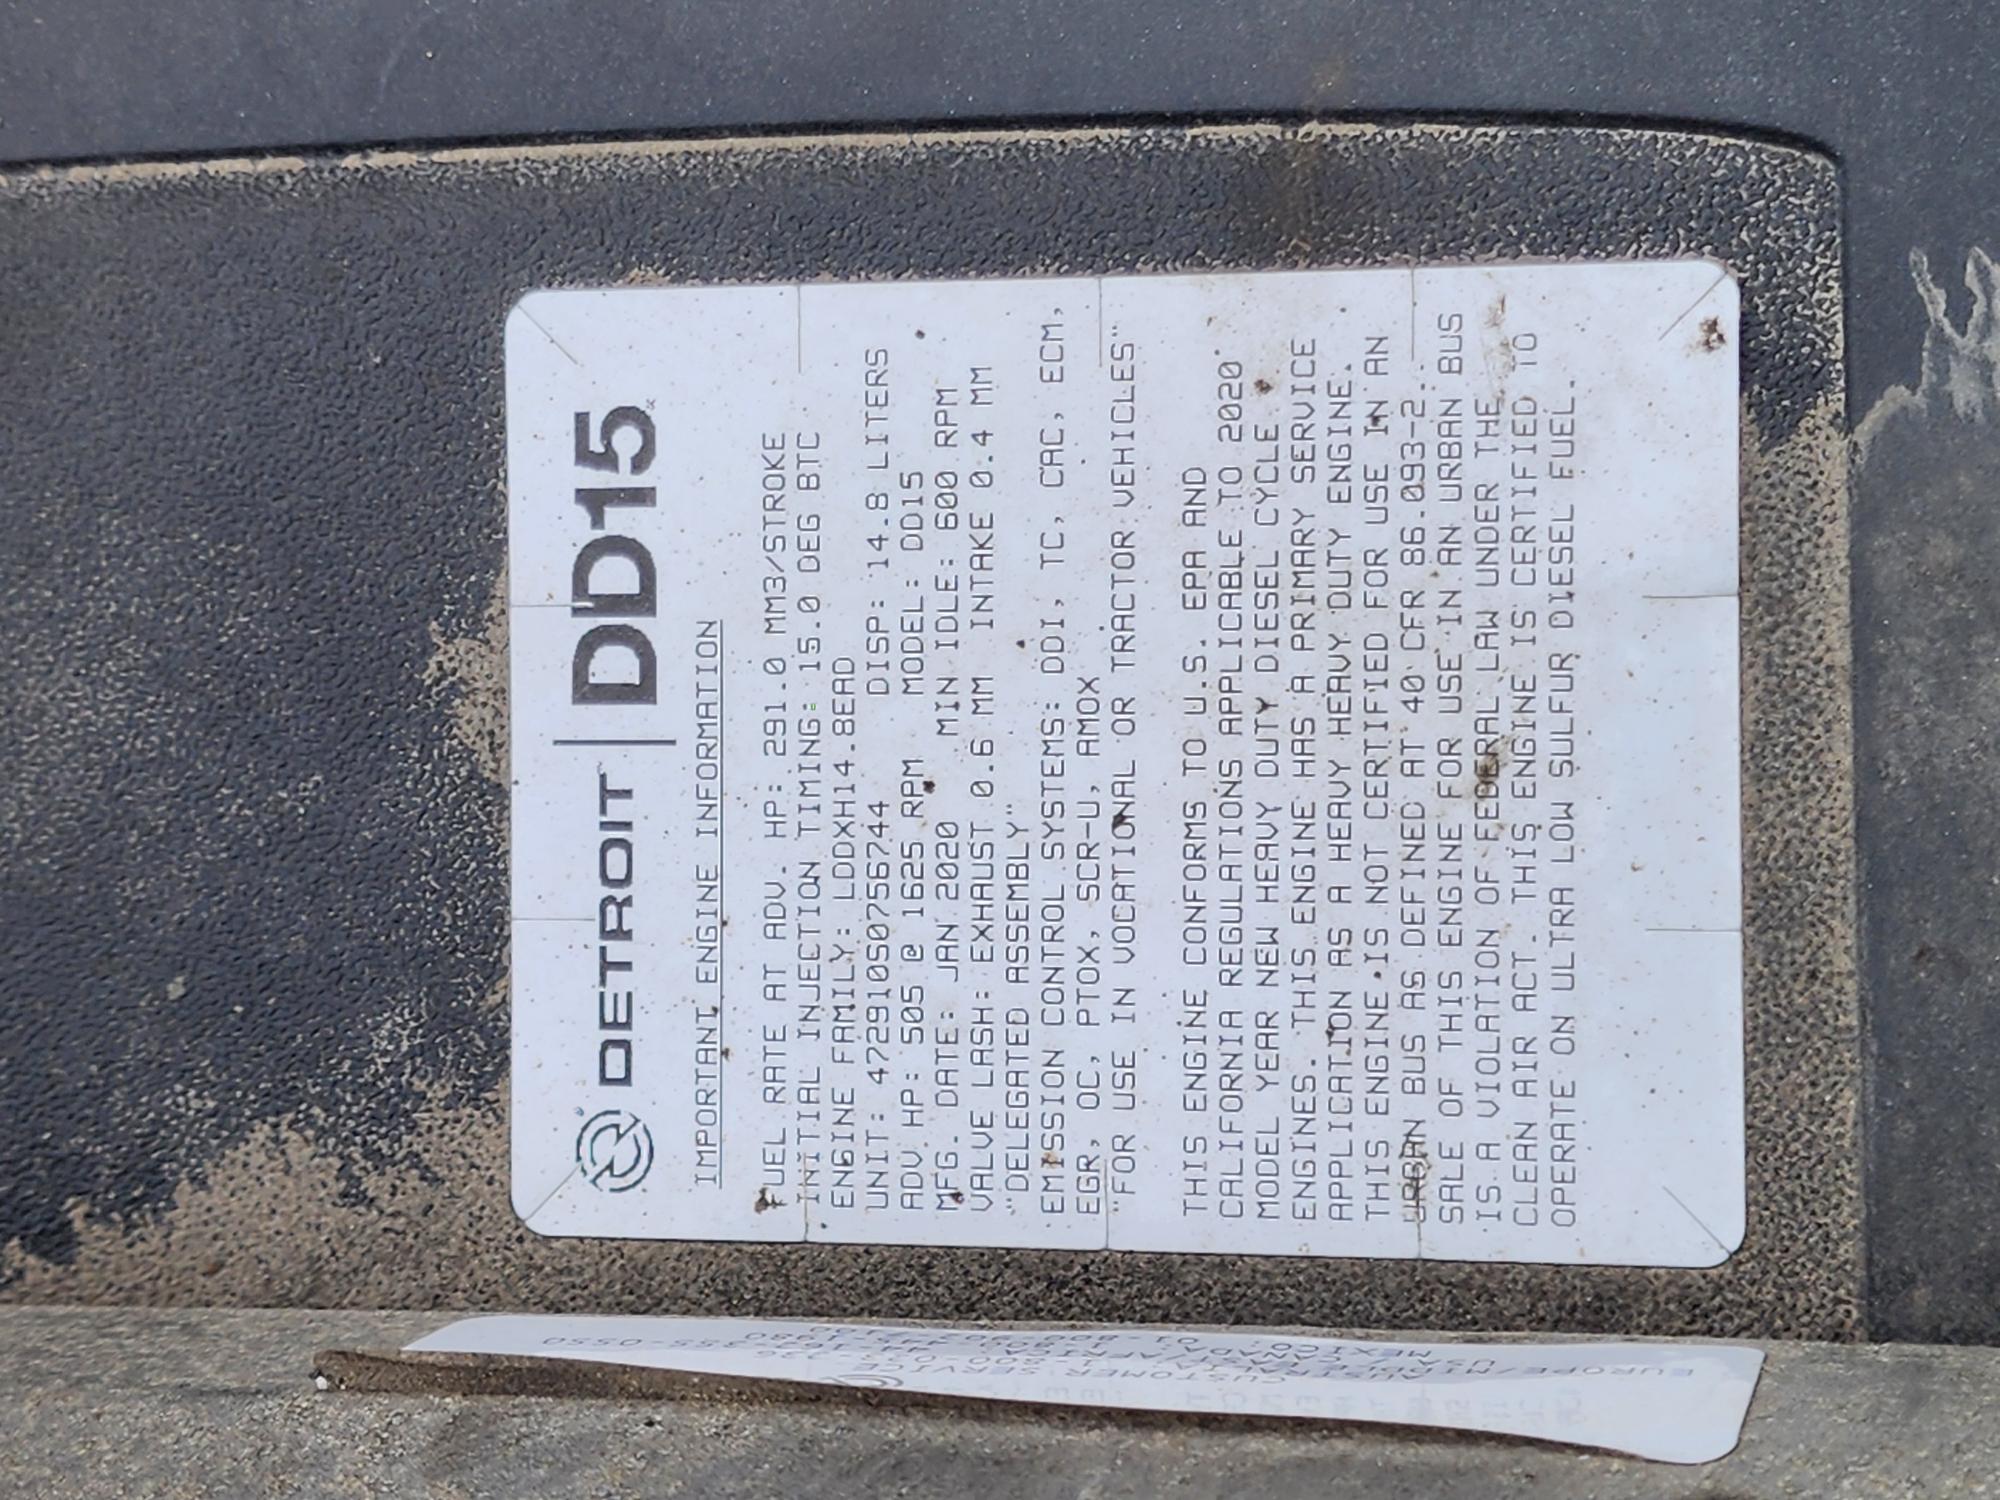 DETROIT DD15
IMPORTANT ENGINE INFORMATION
FUEL RATE AT ADV. HP: 291.0 MM3/STROKE
INITIAL INJECTION TIMING: 15.0 DEG BTC
ENGINE FAMILY: LDDXH14.8EAD
UNIT: 472910S0756744 DISP: 14.8 LITERS
ADV HP: 505 @ 1625 RPM MODEL: DD15
MFG. DATE: JAN 2020 MIN IDLE: 600 RPM
VALVE LASH: EXHAUST 0.6 MM INTAKE 0.4 MM
"DELEGATED ASSEMBLY"
EMISSION CONTROL SYSTEMS: DDI, TC, CAC, ECM,
EGR, OC, PTOX, SCR-U, AMOX
"FOR USE IN VOCATIONAL OR TRACTOR VEHICLES"
THIS ENGINE CONFORMS TO U.S. EPA AND
CALIFORNIA REGULATIONS APPLICABLE TO 2020
MODEL YEAR NEW HEAVY DUTY DIESEL CYCLE
ENGINES. THIS ENGINE HAS A PRIMARY SERVICE
APPLICATION AS A HEAVY HEAVY DUTY ENGINE.
THIS ENGINE IS NOT CERTIFIED FOR USE IN AN
URBAN BUS AS DEFINED AT 40 CFR 86.093-2.
SALE OF THIS ENGINE FOR USE IN AN URBAN BUS
IS A VIOLATION OF FEDERAL LAW UNDER THE
CLEAN AIR ACT. THIS ENGINE IS CERTIFIED TO
OPERATE ON ULTRA LOW SULFUR DIESEL FUEL.
CUSTOMER SERVICE
USA/CANADA:
MEXICO: